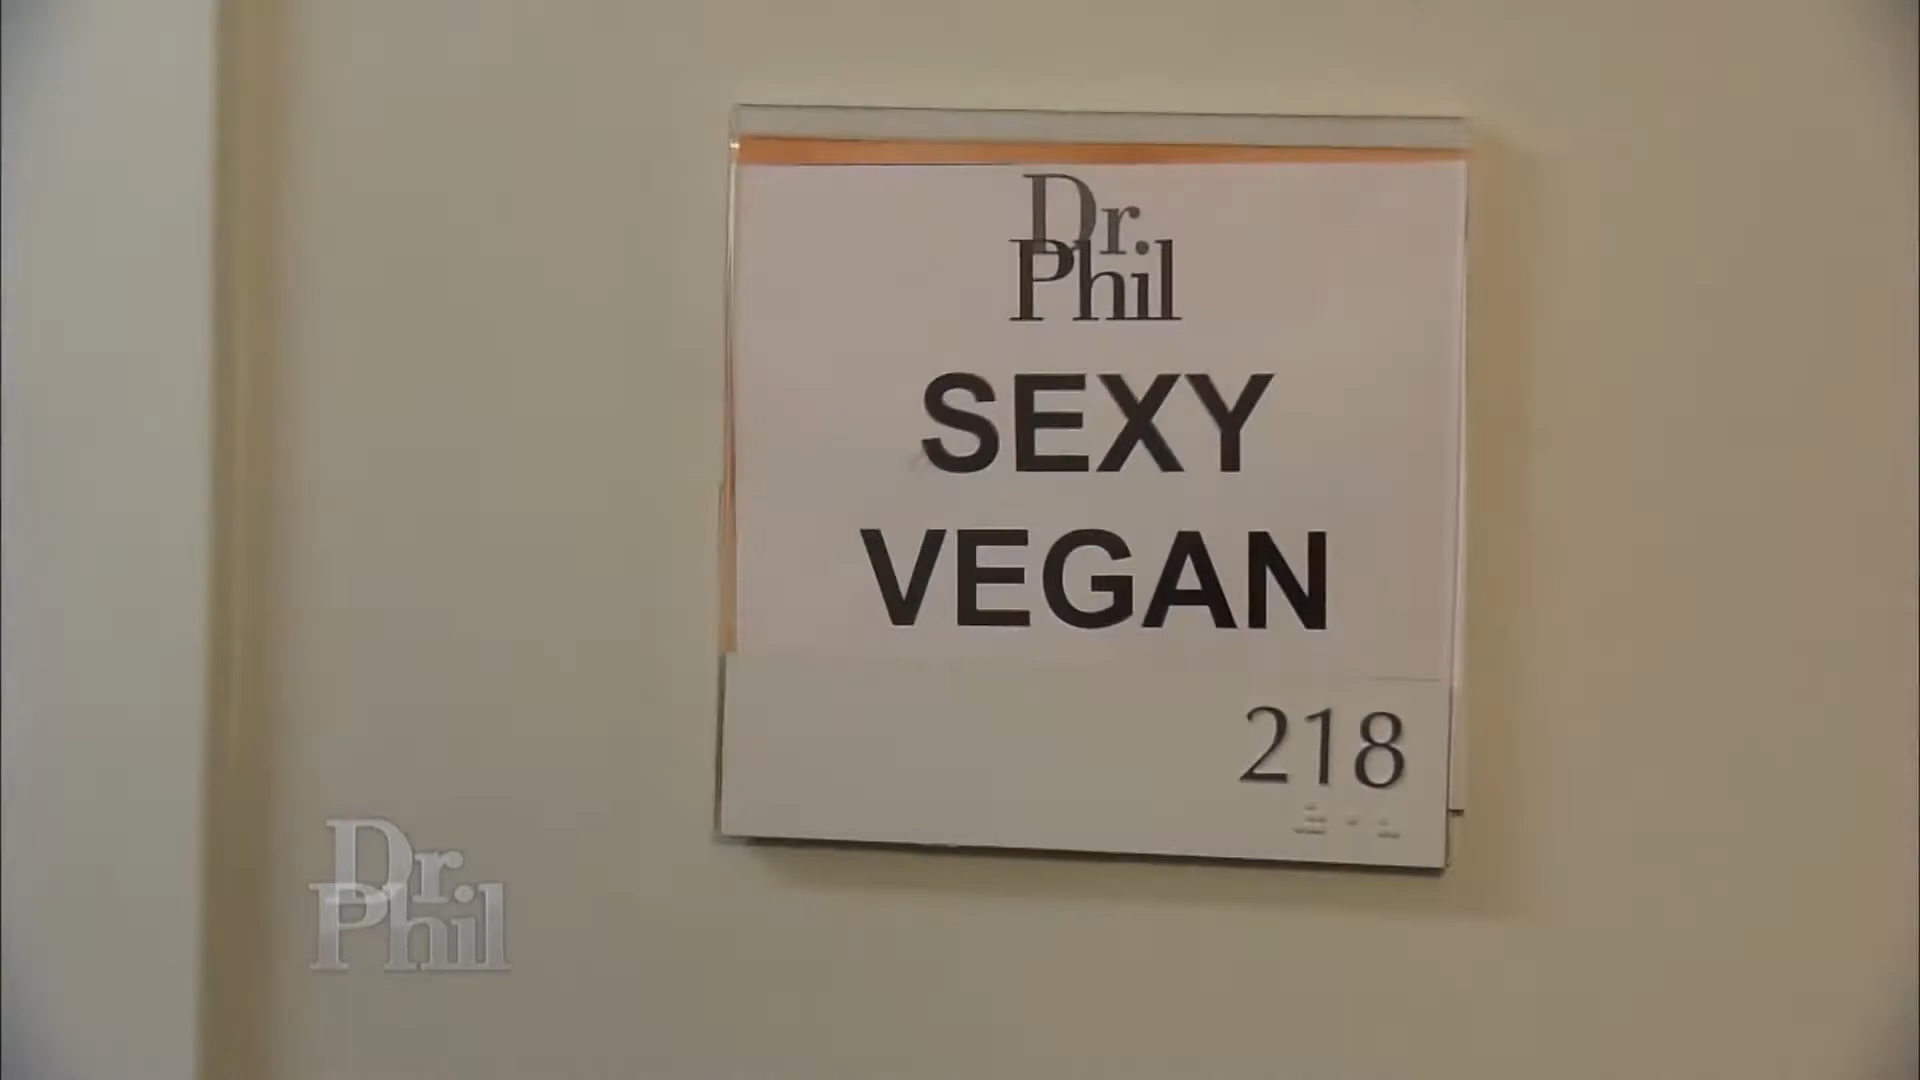 Dr.
Phil
SEXY
VEGAN
218
Dr.
Phil